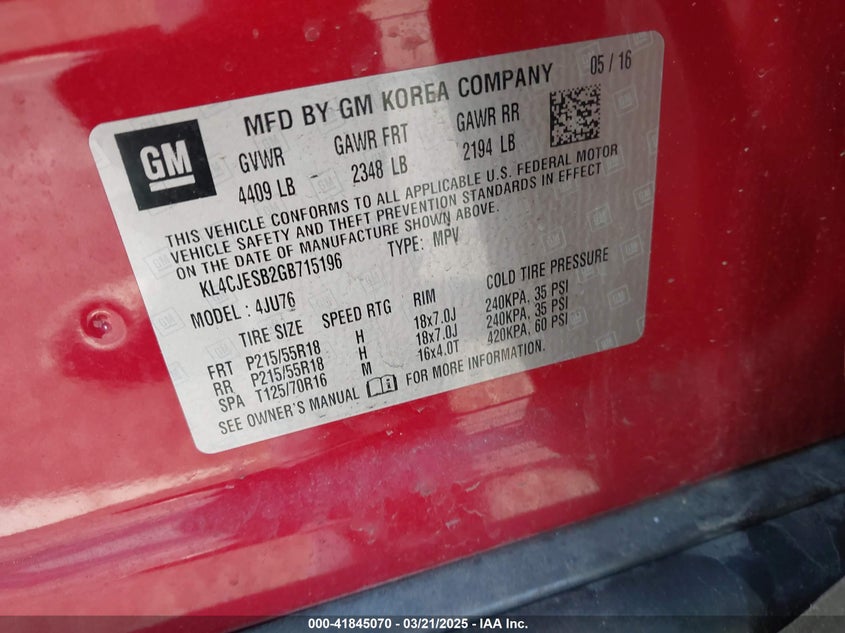 MFD BY GM KOREA COMPANY 05 / 16
GM
GVWR GAWR FRT GAWR RR
4409 LB 2348 LB 2194 LB
THIS VEHICLE CONFORMS TO ALL APPLICABLE U.S. FEDERAL MOTOR
VEHICLE SAFETY AND THEFT PREVENTION STANDARDS IN EFFECT
ON THE DATE OF MANUFACTURE SHOWN ABOVE.
KL4CJESB2GB715196 TYPE: MPV
MODEL : 4JU76
TIRE SIZE SPEED RTG RIM COLD TIRE PRESSURE
FRT P215/55R18 H 18x7.0J 240KPA, 35 PSI
RR P215/55R18 H 18x7.0J 240KPA, 35 PSI
SPA T125/70R16 M 16x4.0T 420KPA, 60 PSI
SEE OWNER'S MANUAL FOR MORE INFORMATION.
000-41845070 - 03/21/2025 - IAA Inc.